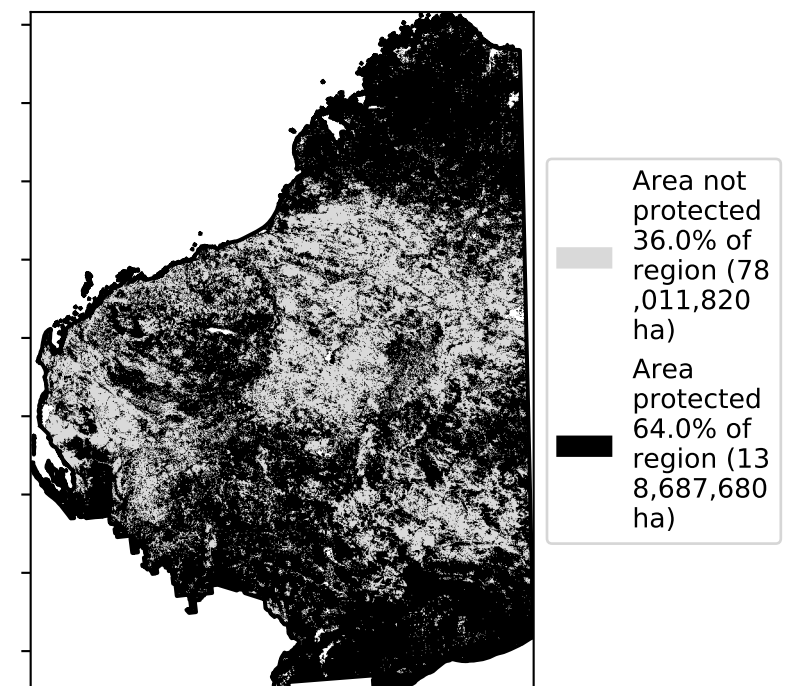 Area not
protected
36.0% of
region (78
,011,820
ha)
Area
protected
64.0% of
region (13
8,687,680
ha)